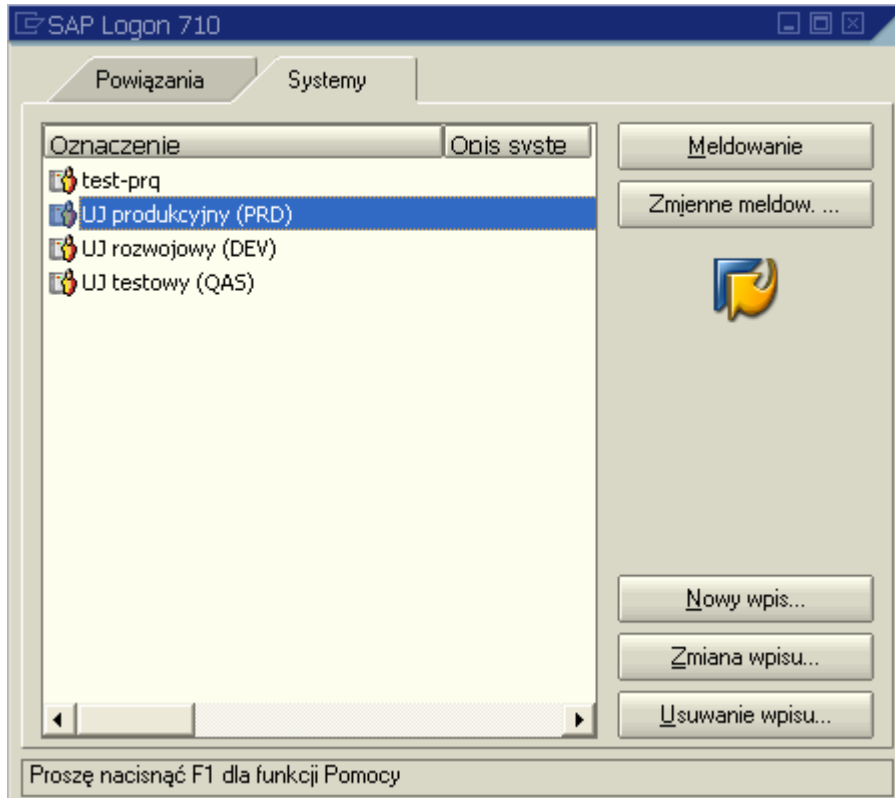 SAP Logon 710
Powiązania Systemy
Oznaczenie Opis syste
Meldowanie
test-prq
UJ produkcyjny (PRD)
Zmienne meldow. ...
UJ rozwojowy (DEV)
UJ testowy (QAS)
Nowy wpis...
Zmiana wpisu...
Usuwanie wpisu...
Proszę nacisnąć F1 dla funkcji Pomocy